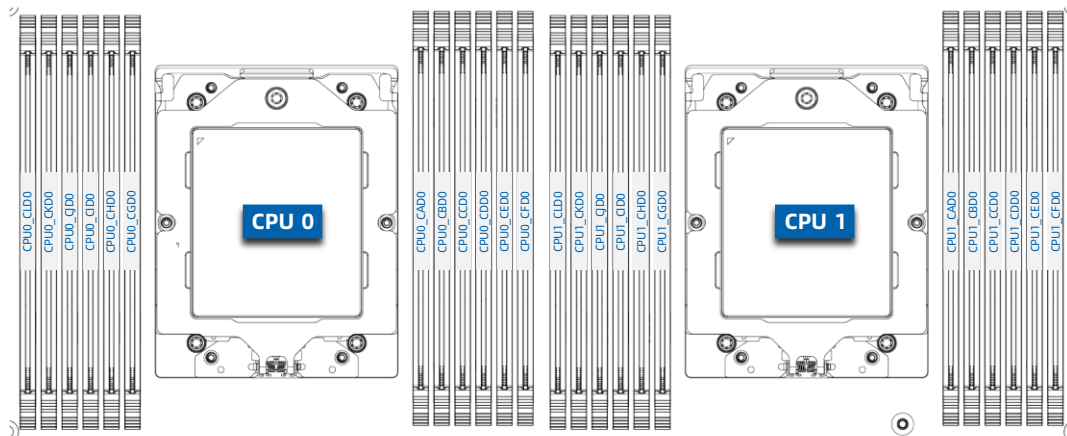 CPU0_CLD0
CPU0_CKD0
CPU0_CJD0
CPU0_CID0
CPU0_CHD0
CPU0_CGD0
CPU 0
CPU0_CAD0
CPU0_CBD0
CPU0_CCD0
CPU0_CDD0
CPU0_CED0
CPU0_CFD0
CPU1_CLD0
CPU1_CKD0
CPU1_CJD0
CPU1_CID0
CPU1_CHD0
CPU1_CGD0
CPU 1
CPU1_CAD0
CPU1_CBD0
CPU1_CCD0
CPU1_CDD0
CPU1_CED0
CPU1_CFD0